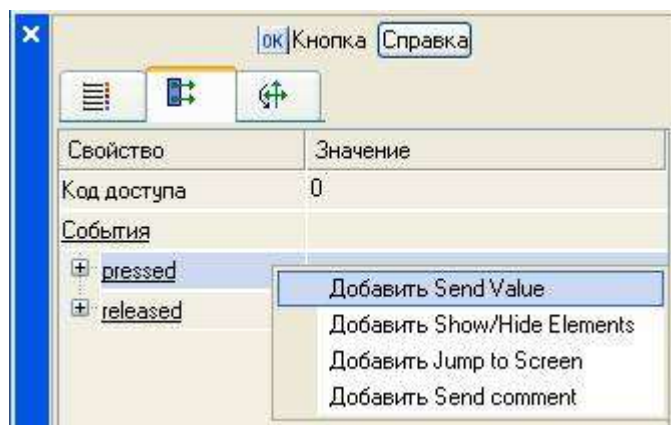 ок Кнопка Справка
Свойство Значение
Код доступа 0
События
pressed
Добавить Send Value
Добавить Show/Hide Elements
released
Добавить Jump to Screen
Добавить Send comment